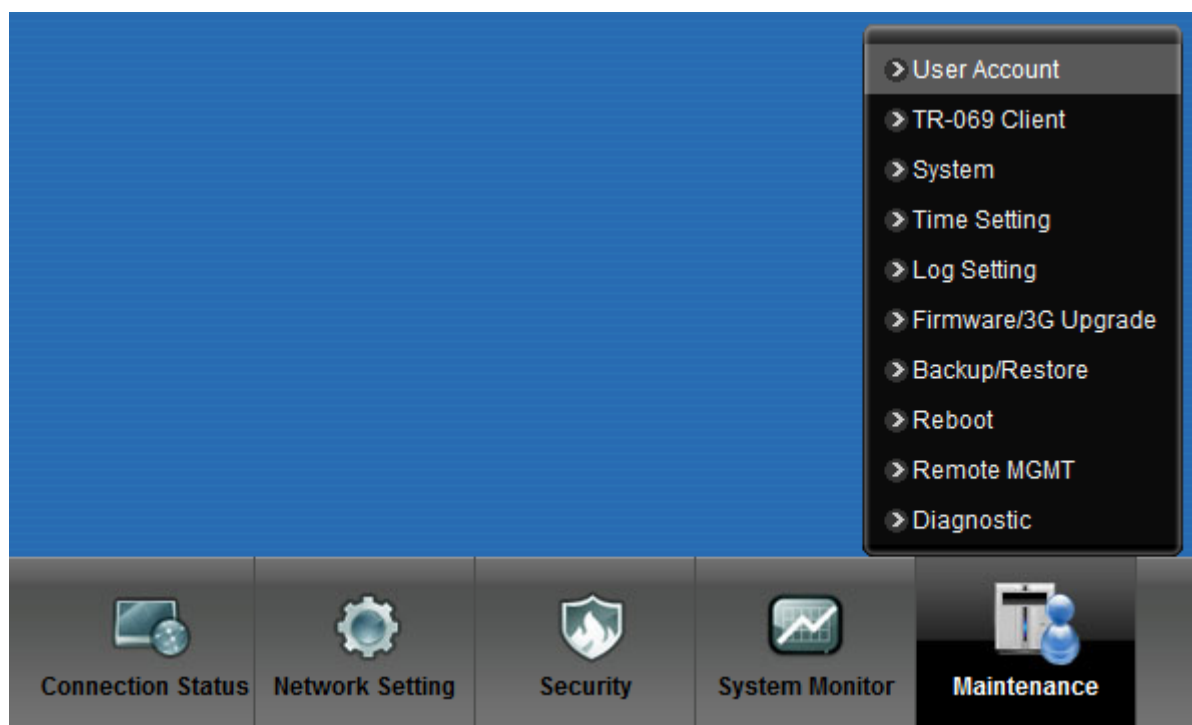 User Account
TR-069 Client
System
Time Setting
Log Setting
Firmware/3G Upgrade
Backup/Restore
Reboot
Remote MGMT
Diagnostic
Connection Status
Network Setting
Security
System Monitor
Maintenance